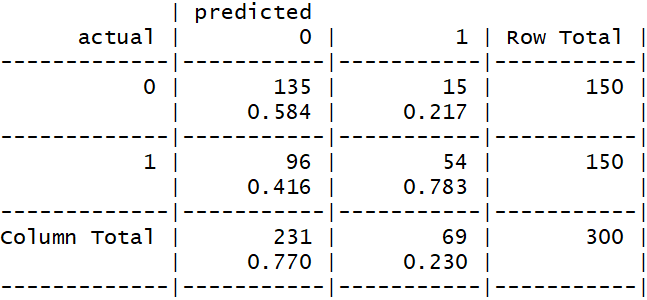 | predicted
      actual |         0 |         1 | Row Total |
-------------|-----------|-----------|-----------|
           0 |       135 |        15 |       150 |
             |     0.584 |     0.217 |           |
-------------|-----------|-----------|-----------|
           1 |        96 |        54 |       150 |
             |     0.416 |     0.783 |           |
-------------|-----------|-----------|-----------|
Column Total |       231 |        69 |       300 |
             |     0.770 |     0.230 |           |
-------------|-----------|-----------|-----------|